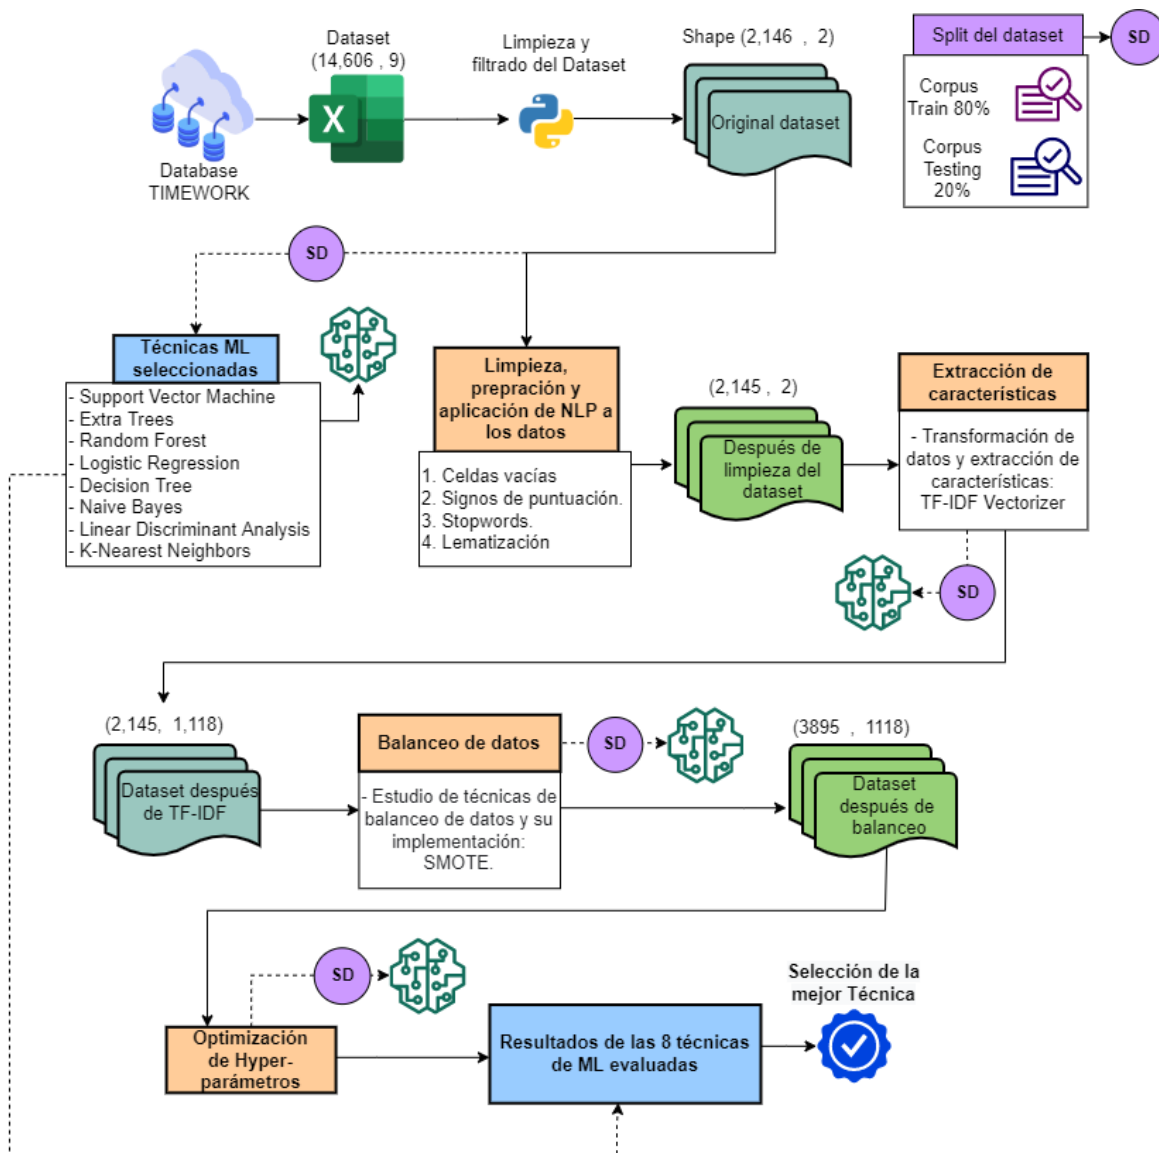 Dataset
(14,606 , 9)
Limpieza y
filtrado del Dataset
Shape (2,146 , 2)
Split del dataset
SD
X
Original dataset
Corpus
Train 80%
Corpus
Testing
20%
Database
TIMEWORK
SD
Técnicas ML
seleccionadas
- Support Vector Machine
- Extra Trees
- Random Forest
- Logistic Regression
- Decision Tree
- Naive Bayes
- Linear Discriminant Analysis
- K-Nearest Neighbors
Limpieza,
prepración y
aplicación de NLP a
los datos
1. Celdas vacías
2. Signos de puntuación.
3. Stopwords.
4. Lematización
(2,145 , 2)
Después de
limpieza del
dataset
Extracción de
características
- Transformación de
datos y extracción de
características:
TF-IDF Vectorizer
SD
(2,145, 1,118)
Dataset después
de TF-IDF
Balanceo de datos
- Estudio de técnicas de
balanceo de datos y su
implementación:
SMOTE.
SD
(3895 , 1118)
Dataset
después de
balanceo
SD
Optimización
de Hyper-
parámetros
Resultados de las 8 técnicas
de ML evaluadas
Selección de la
mejor Técnica